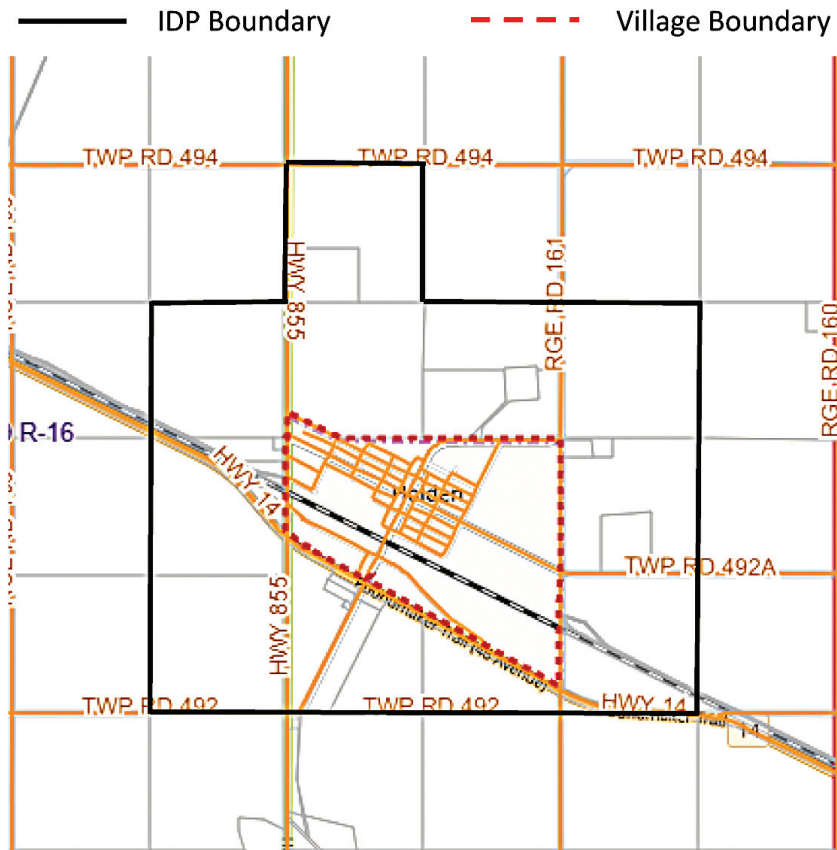 IDP Boundary
Village Boundary
TWP RD 494
TWP RD 494
TWP RD 494
HWY 855
RGE RD 161
RGE RD 160
R-16
HWY 14
Holden
TWP RD 492A
HWY 855
TWP RD 492
TWP RD 492
HWY 14
14